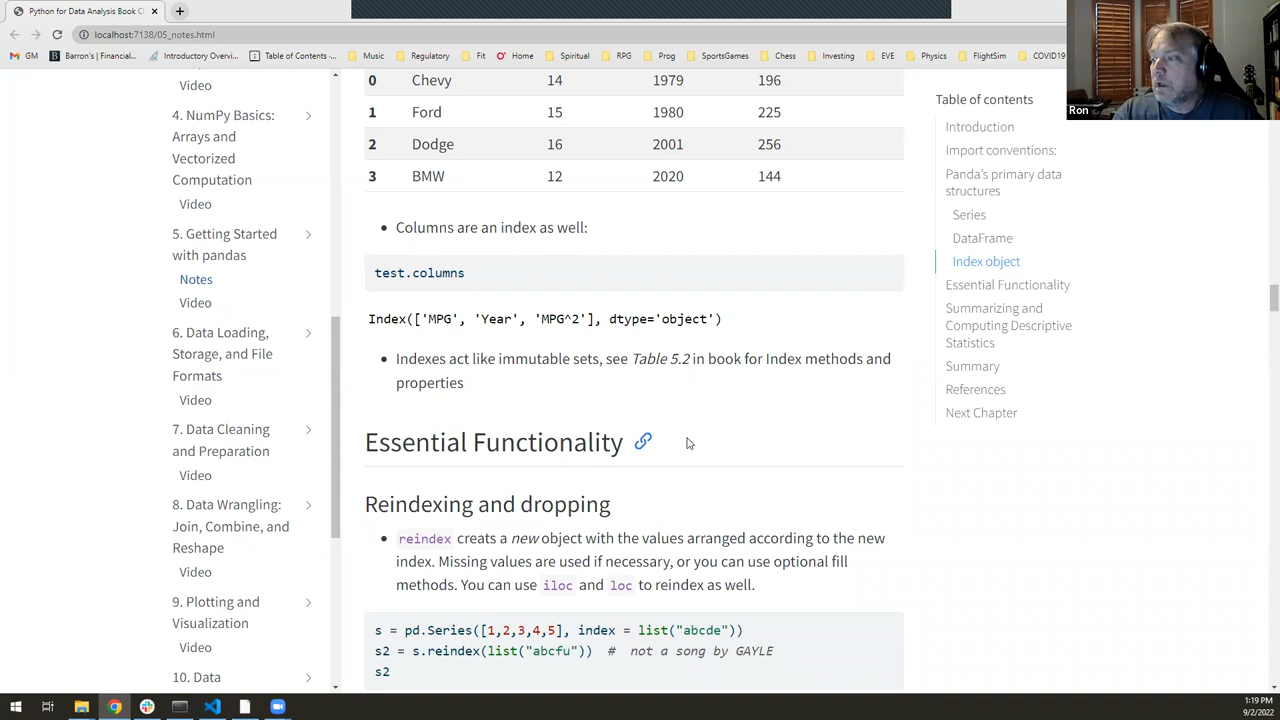 Python for Data Analysis Book Cl
localhost:7138/05_notes.html
GM
Barron's | Financial...
Introductory
Table of Content...
Music
Home
RPG
SportsGames
EVE
Physics
FlightSim
COVID19
Ron
Video
4. NumPy Basics:
Arrays and
Vectorized
Computation
Video
5. Getting Started
with pandas
Notes
Video
6. Data Loading,
Storage, and File
Formats
Video
7. Data Cleaning
and Preparation
Video
8. Data Wrangling:
Join, Combine, and
Reshape
Video
9. Plotting and
Visualization
Video
10. Data
0 Chevy 14 1979 196
1 Ford 15 1980 225
2 Dodge 16 2001 256
3 BMW 12 2020 144
Columns are an index as well:
test.columns
Index(['MPG', 'Year', 'MPG^2'], dtype='object')
Indexes act like immutable sets, see Table 5.2 in book for Index methods and
properties
Essential Functionality
Reindexing and dropping
reindex creats a new object with the values arranged according to the new
index. Missing values are used if necessary, or you can use optional fill
methods. You can use iloc and loc to reindex as well.
s = pd.Series([1,2,3,4,5], index = list("abcde"))
s2 = s.reindex(list("abcfu")) # not a song by GAYLE
s2
Table of contents
Introduction
Import conventions:
Panda's primary data
structures
Series
DataFrame
Index object
Essential Functionality
Summarizing and
Computing Descriptive
Statistics
Summary
References
Next Chapter
1:19 PM
9/2/2022